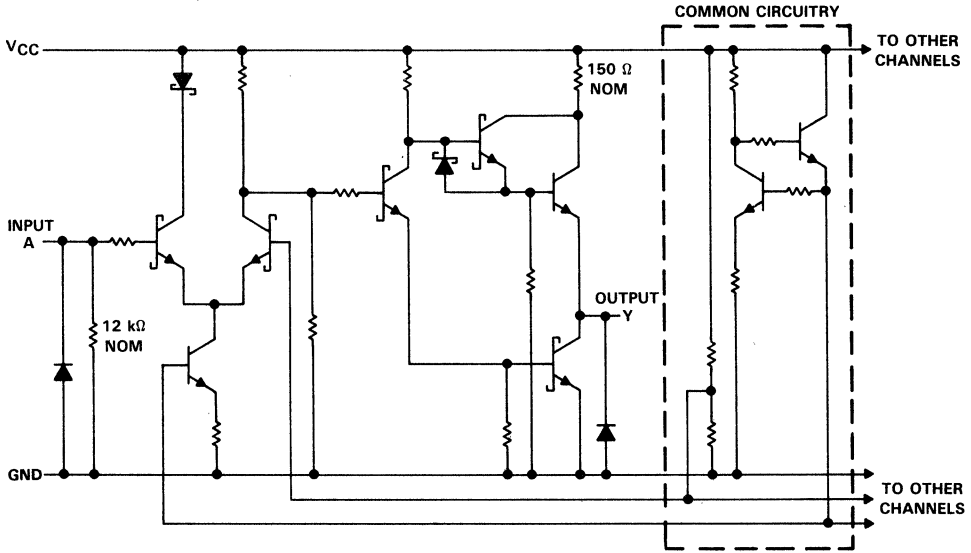 COMMON CIRCUITRY
VCC
TO OTHER
CHANNELS
150 Ω
NOM
INPUT
A
12 kΩ
NOM
OUTPUT
Y
GND
TO OTHER
CHANNELS